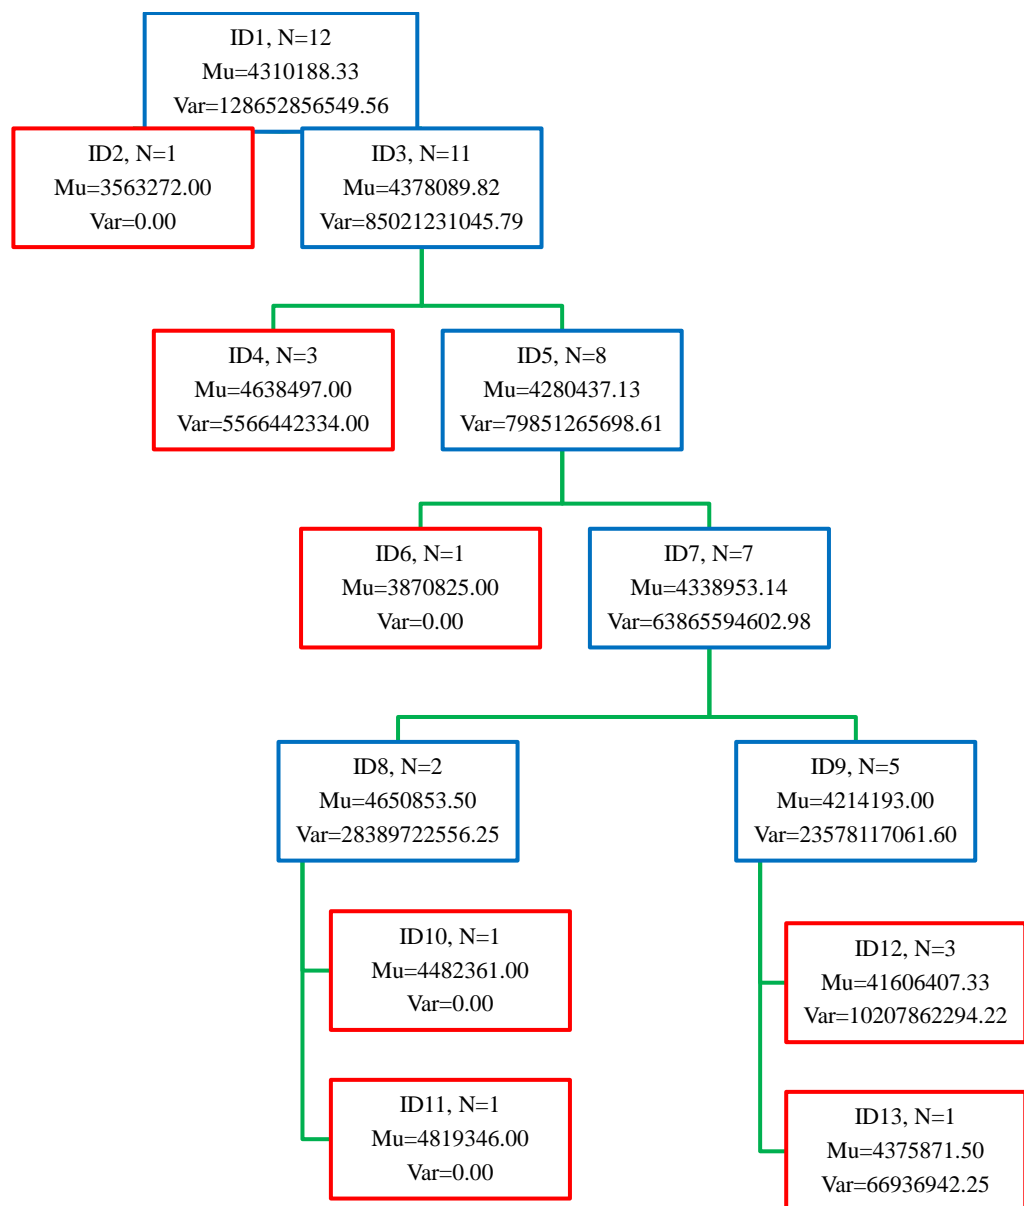 ID1, N=12
Mu=4310188.33
Var=128652856549.56
ID2, N=1
Mu=3563272.00
Var=0.00
ID3, N=11
Mu=4378089.82
Var=85021231045.79
ID4, N=3
Mu=4638497.00
Var=5566442334.00
ID5, N=8
Mu=4280437.13
Var=79851265698.61
ID6, N=1
Mu=3870825.00
Var=0.00
ID7, N=7
Mu=4338953.14
Var=63865594602.98
ID8, N=2
Mu=4650853.50
Var=28389722556.25
ID9, N=5
Mu=4214193.00
Var=23578117061.60
ID10, N=1
Mu=4482361.00
Var=0.00
ID11, N=1
Mu=4819346.00
Var=0.00
ID12, N=3
Mu=41606407.33
Var=10207862294.22
ID13, N=1
Mu=4375871.50
Var=66936942.25